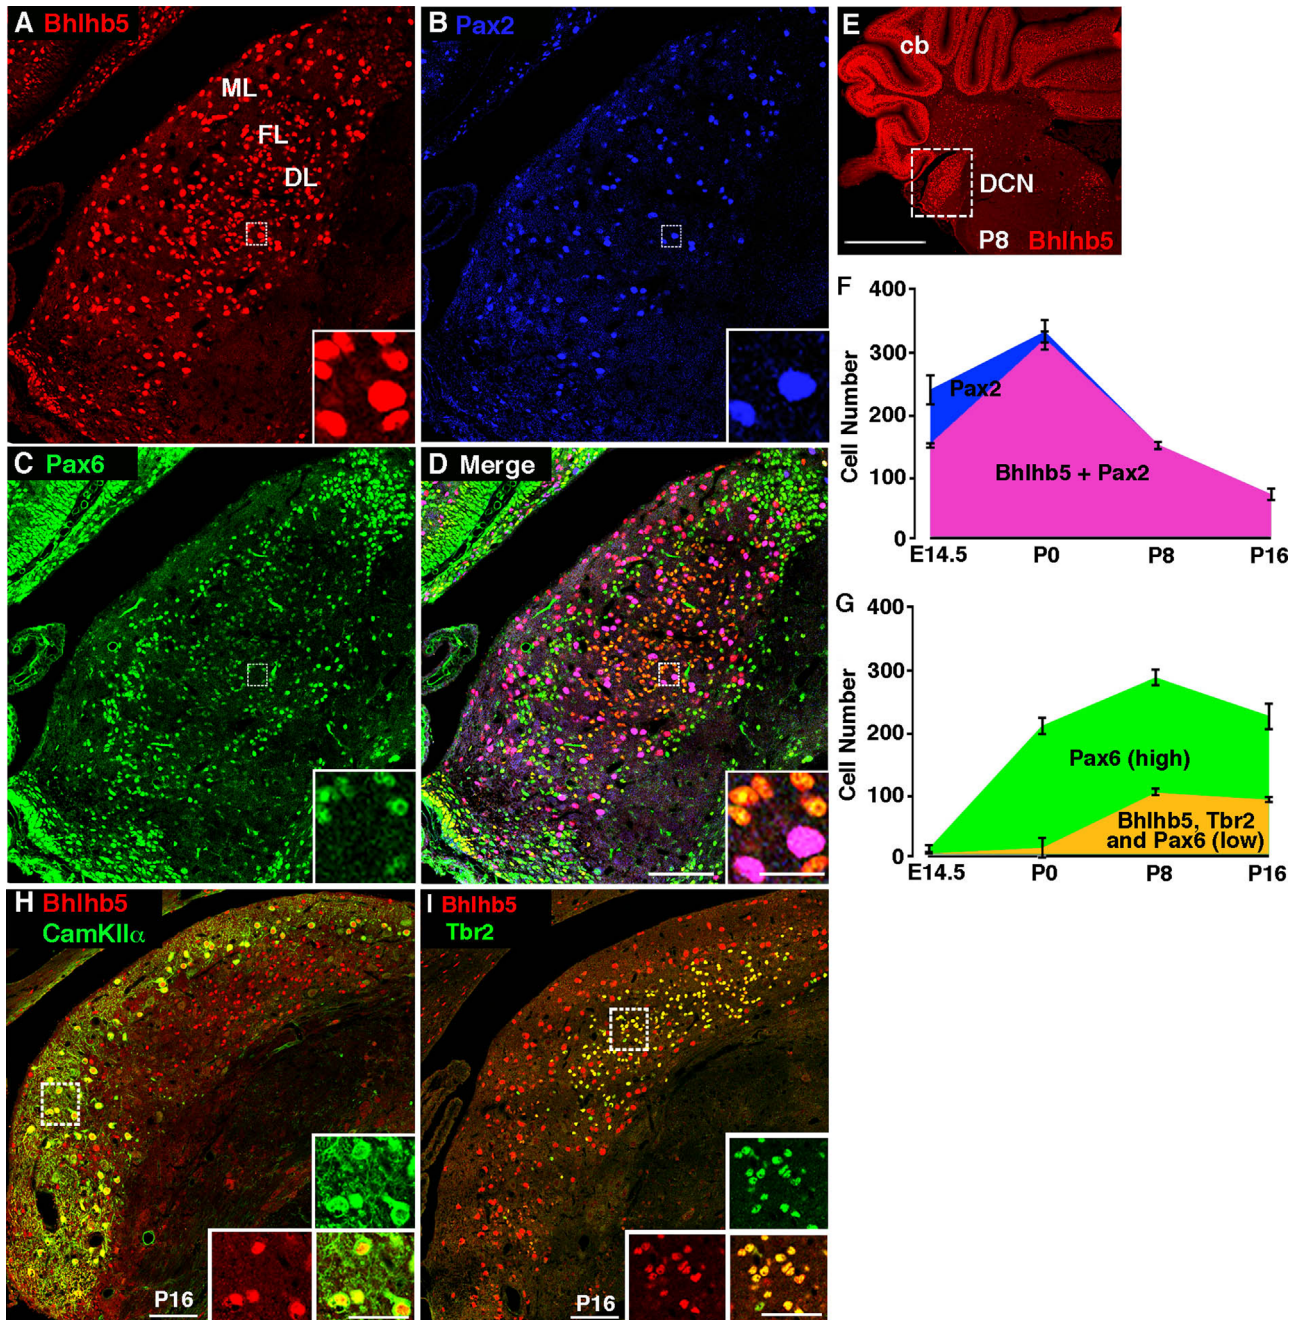 A Bhlhb5
ML
FL
DL
B Pax2
E
cb
DCN
P8 Bhlhb5
C Pax6
D Merge
F
400
300
200
100
0
Cell Number
Pax2
Bhlhb5 + Pax2
E14.5 P0 P8 P16
G
400
300
200
100
0
Cell Number
Pax6 (high)
Bhlhb5, Tbr2
and Pax6 (low)
E14.5 P0 P8 P16
H Bhlhb5
CamKIIα
P16
I Bhlhb5
Tbr2
P16